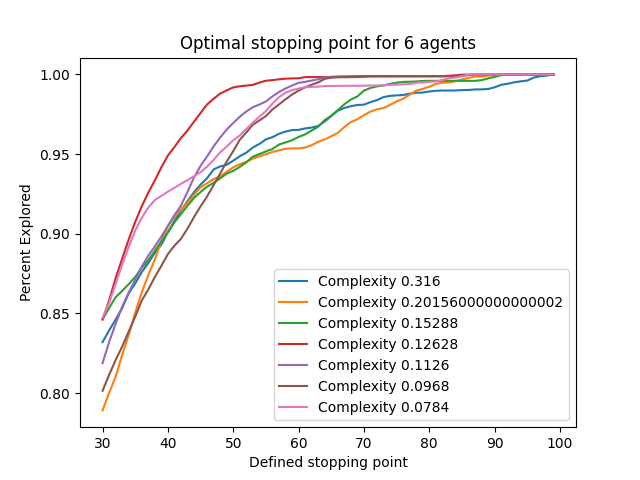 Optimal stopping point for 6 agents
1.00
0.95
0.90
0.85
0.80
Percent Explored
Complexity 0.316
Complexity 0.20156000000000002
Complexity 0.15288
Complexity 0.12628
Complexity 0.1126
Complexity 0.0968
Complexity 0.0784
30 40 50 60 70 80 90 100
Defined stopping point